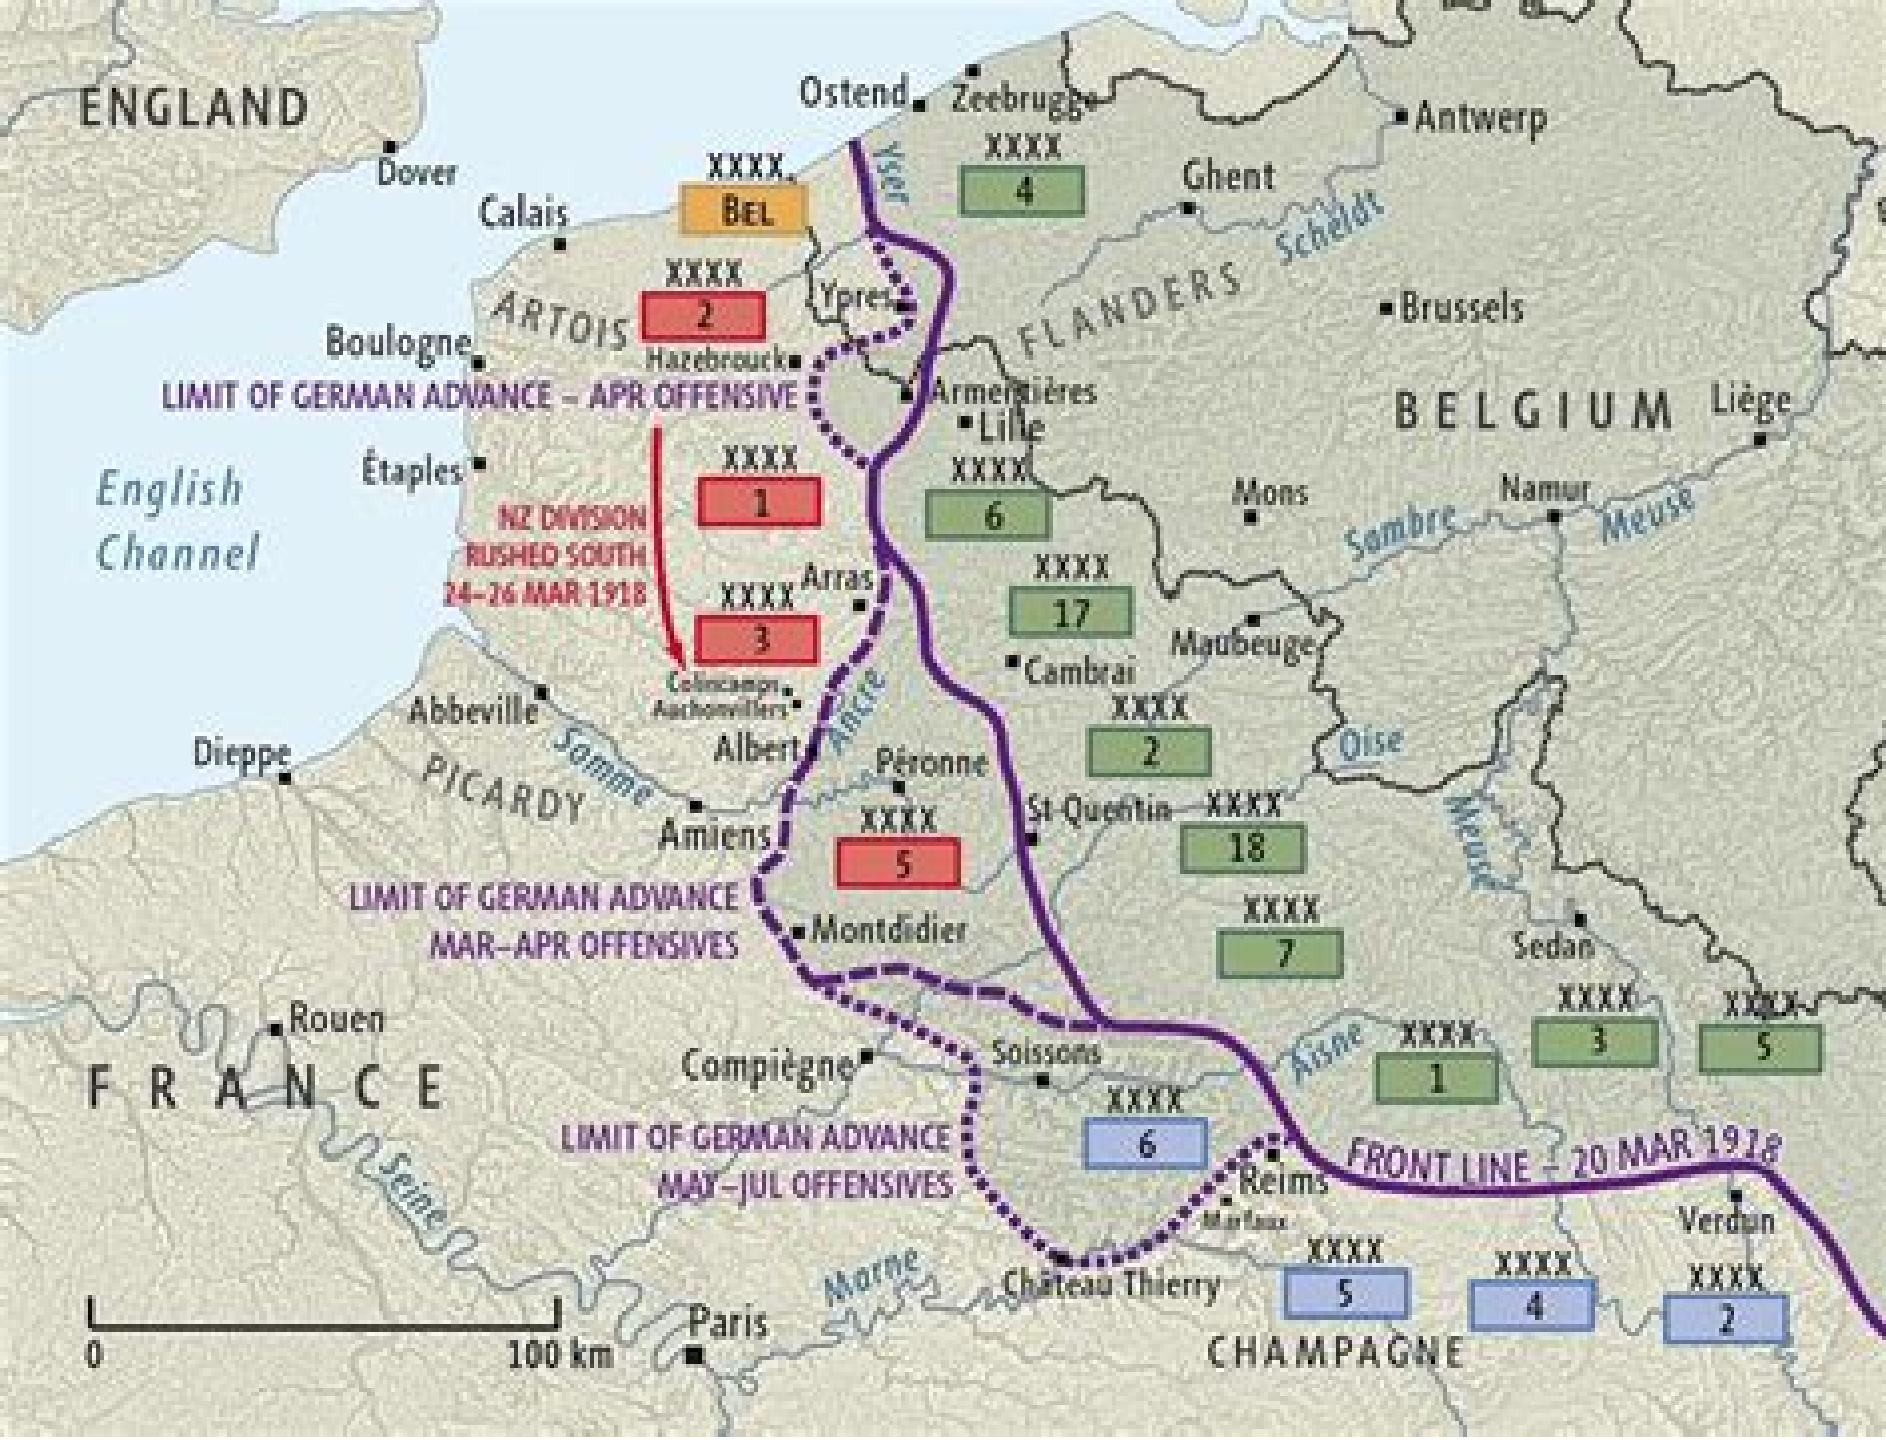 ENGLAND
Dover
Ostend
Zeebrugge
Antwerp
XXXX
BEL
Yser
XXXX
4
Ghent
Scheldt
Calais
XXXX
2
ARTOIS
Ypres
FLANDERS
Brussels
Boulogne
Hazebrouck
LIMIT OF GERMAN ADVANCE – APR OFFENSIVE
Armentières
Lille
BELGIUM
Liège
Étaples
English
Channel
XXXX
1
XXXX
6
Mons
Namur
Sambre
Meuse
NZ DIVISION
RUSHED SOUTH
24–26 MAR 1918
Arras
XXXX
3
XXXX
17
Maubeuge
Cambrai
Colincamps
Auchonvillers
Ancre
Abbeville
Albert
XXXX
2
Oise
Dieppe
PICARDY
Somme
Péronne
Amiens
XXXX
5
St-Quentin
XXXX
18
Meuse
LIMIT OF GERMAN ADVANCE
MAR–APR OFFENSIVES
Montdidier
XXXX
7
Sedan
Rouen
FRANCE
Compiègne
Soissons
Aisne
XXXX
1
XXXX
3
XXXX
5
XXXX
6
LIMIT OF GERMAN ADVANCE
MAY–JUL OFFENSIVES
FRONT LINE – 20 MAR 1918
Reims
Marfaux
Verdun
Seine
Marne
Château Thierry
XXXX
5
XXXX
4
XXXX
2
Paris
CHAMPAGNE
0
100 km